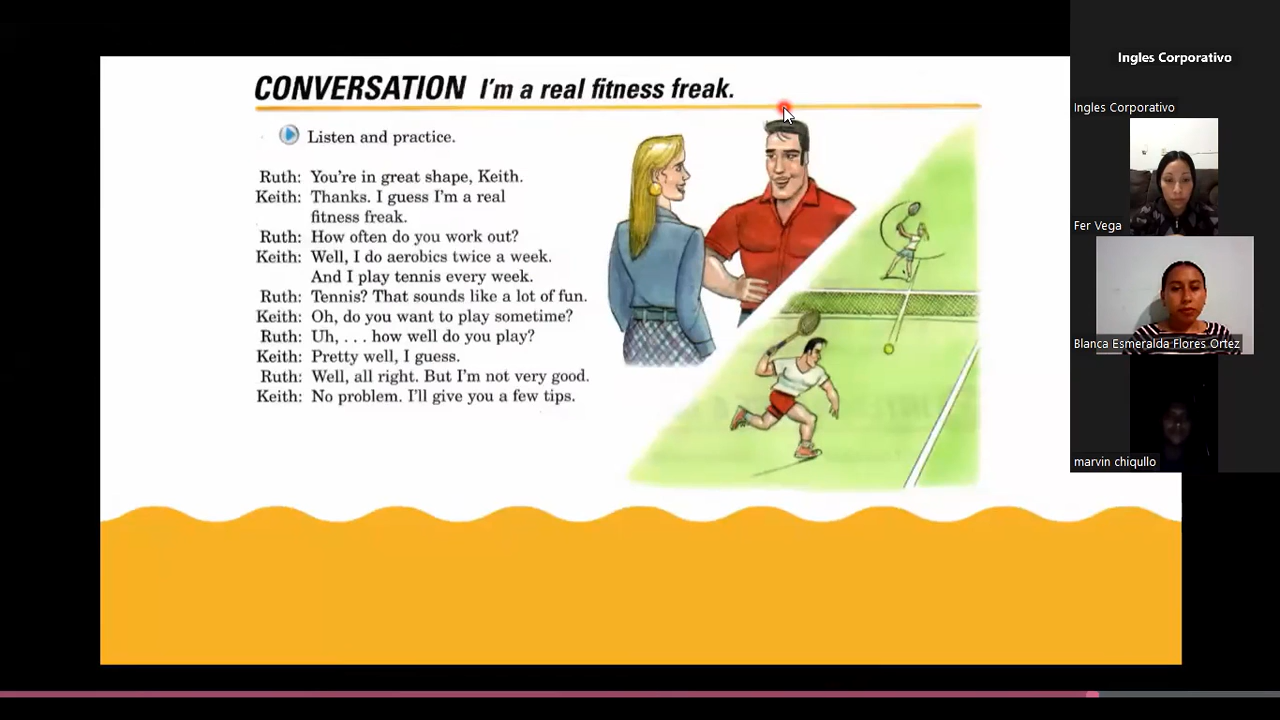 CONVERSATION I'm a real fitness freak.
Listen and practice.
Ruth: You're in great shape, Keith.
Keith: Thanks. I guess I'm a real
fitness freak.
Ruth: How often do you work out?
Keith: Well, I do aerobics twice a week.
And I play tennis every week.
Ruth: Tennis? That sounds like a lot of fun.
Keith: Oh, do you want to play sometime?
Ruth: Uh, . . . how well do you play?
Keith: Pretty well, I guess.
Ruth: Well, all right. But I'm not very good.
Keith: No problem. I'll give you a few tips.
Ingles Corporativo
Ingles Corporativo
Fer Vega
Blanca Esmeralda Flores Ortez
marvin chiqullo